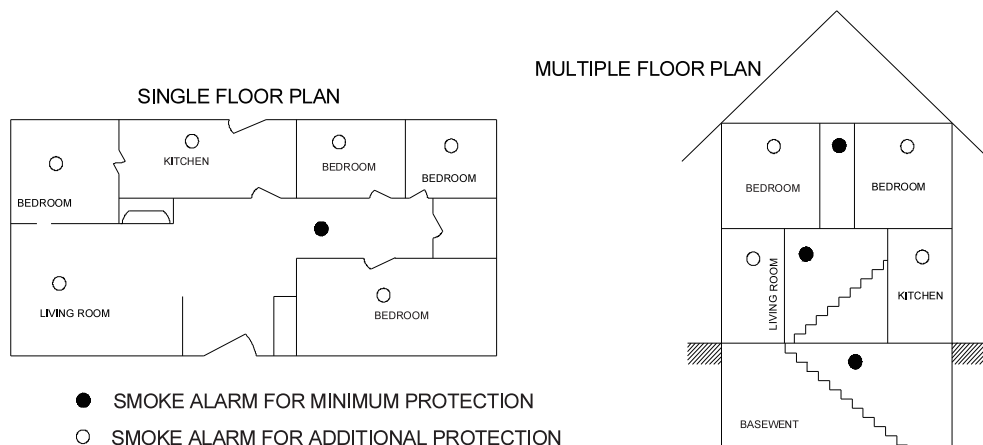 MULTIPLE FLOOR PLAN
SINGLE FLOOR PLAN
KITCHEN
BEDROOM
BEDROOM
BEDROOM
LIVING ROOM
BEDROOM
BEDROOM
BEDROOM
LIVING ROOM
KITCHEN
BASEWENT
SMOKE ALARM FOR MINIMUM PROTECTION
SMOKE ALARM FOR ADDITIONAL PROTECTION